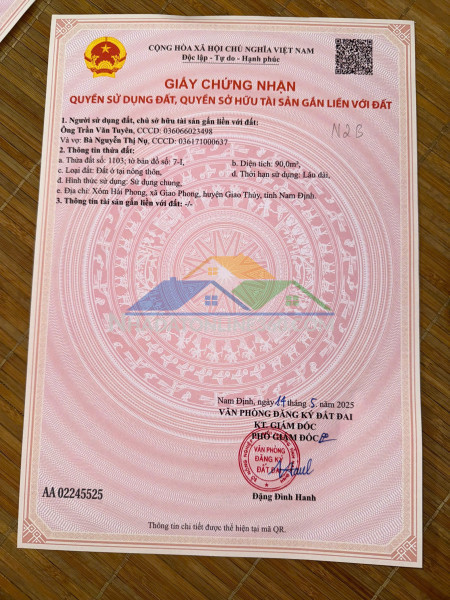 CỘNG HÒA XÃ HỘI CHỦ NGHĨA VIỆT NAM
Độc lập - Tự do - Hạnh phúc
GIẤY CHỨNG NHẬN
QUYỀN SỬ DỤNG ĐẤT, QUYỀN SỞ HỮU TÀI SẢN GẮN LIỀN VỚI ĐẤT
N2B
1. Người sử dụng đất, chủ sở hữu tài sản gắn liền với đất:
Ông Trần Văn Tuyên, CCCD: 036066023498
Và vợ: Bà Nguyễn Thị Nụ, CCCD: 036171000637
2. Thông tin thửa đất:
a. Thửa đất số: 1103; tờ bản đồ số: 7-I, b. Diện tích: 90,0m²,
c. Loại đất: Đất ở tại nông thôn, d. Thời hạn sử dụng: Lâu dài,
đ. Hình thức sử dụng: Sử dụng chung,
e. Địa chỉ: Xóm Hải Phong, xã Giao Phong, huyện Giao Thủy, tỉnh Nam Định.
3. Thông tin tài sản gắn liền với đất: -/-
Nam Định, ngày 14 tháng 5. năm 2025
VĂN PHÒNG ĐĂNG KÝ ĐẤT ĐAI
KT. GIÁM ĐỐC
PHÓ GIÁM ĐỐC
VĂN PHÒNG
ĐĂNG KÝ
ĐẤT ĐAI
Đặng Đình Hanh
AA 02245525
Thông tin chi tiết được thể hiện tại mã QR.